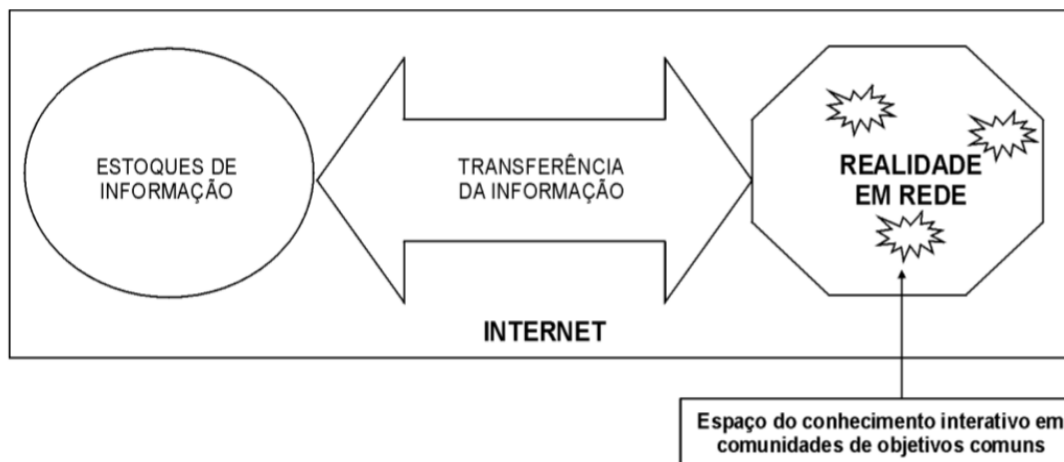 ESTOQUES DE
INFORMAÇÃO
TRANSFERÊNCIA
DA INFORMAÇÃO
REALIDADE
EM REDE
INTERNET
Espaço do conhecimento interativo em
comunidades de objetivos comuns